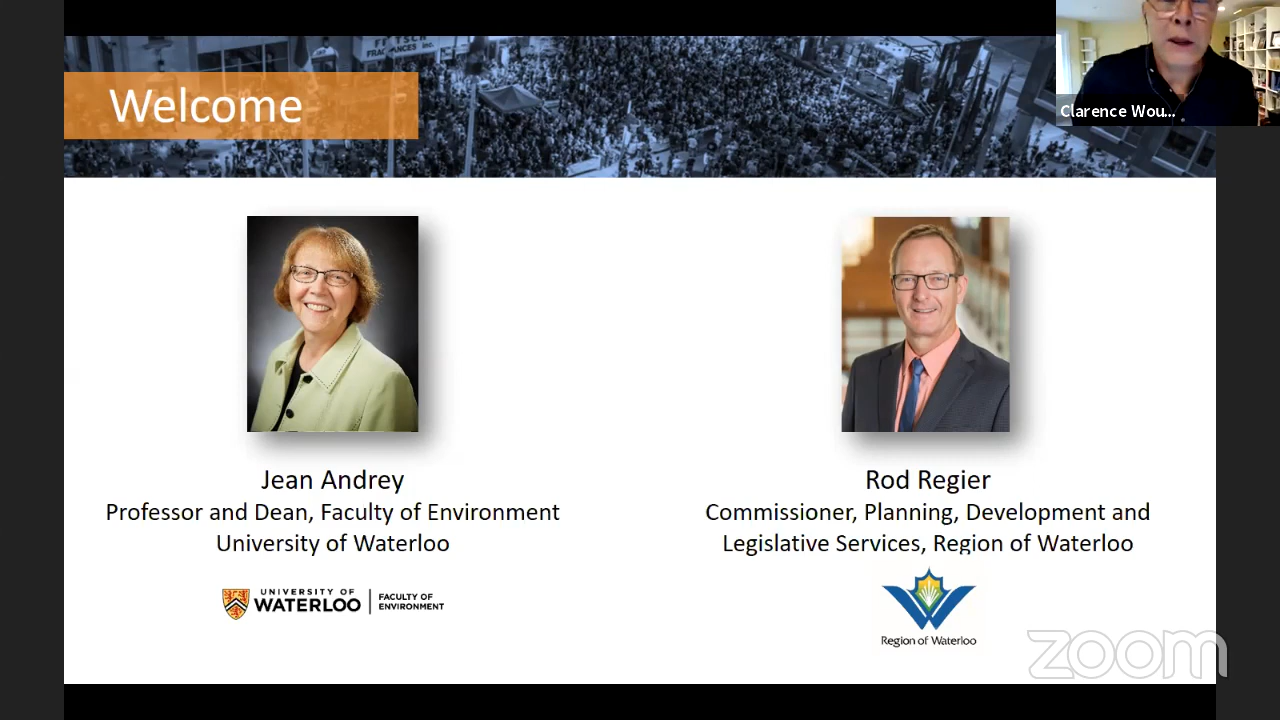 Welcome
Clarence Wou...
Jean Andrey
Professor and Dean, Faculty of Environment
University of Waterloo
UNIVERSITY OF
WATERLOO
FACULTY OF
ENVIRONMENT
Rod Regier
Commissioner, Planning, Development and
Legislative Services, Region of Waterloo
Region of Waterloo
zoom